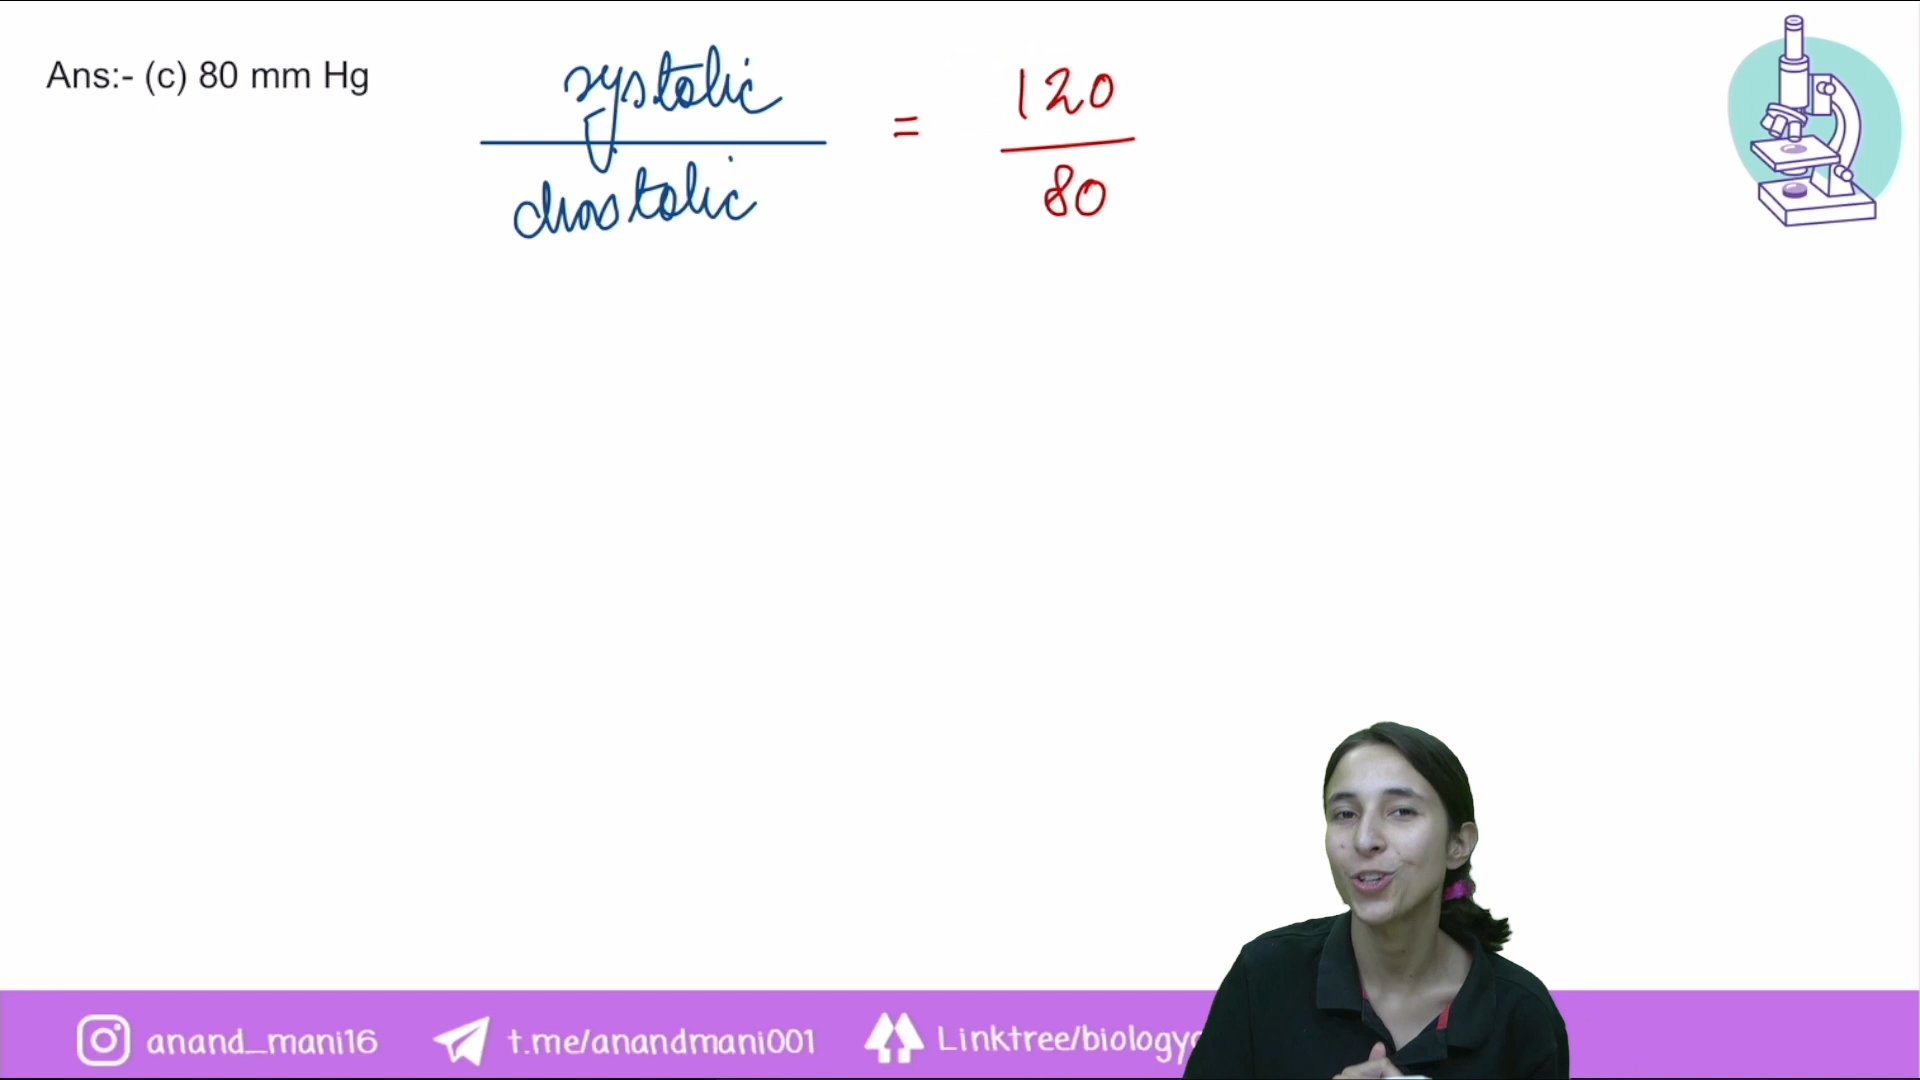 Ans:- (c) 80 mm Hg
systolic
diastolic
=
120
80
anand_mani16
t.me/anandmani001
Linktree/biology